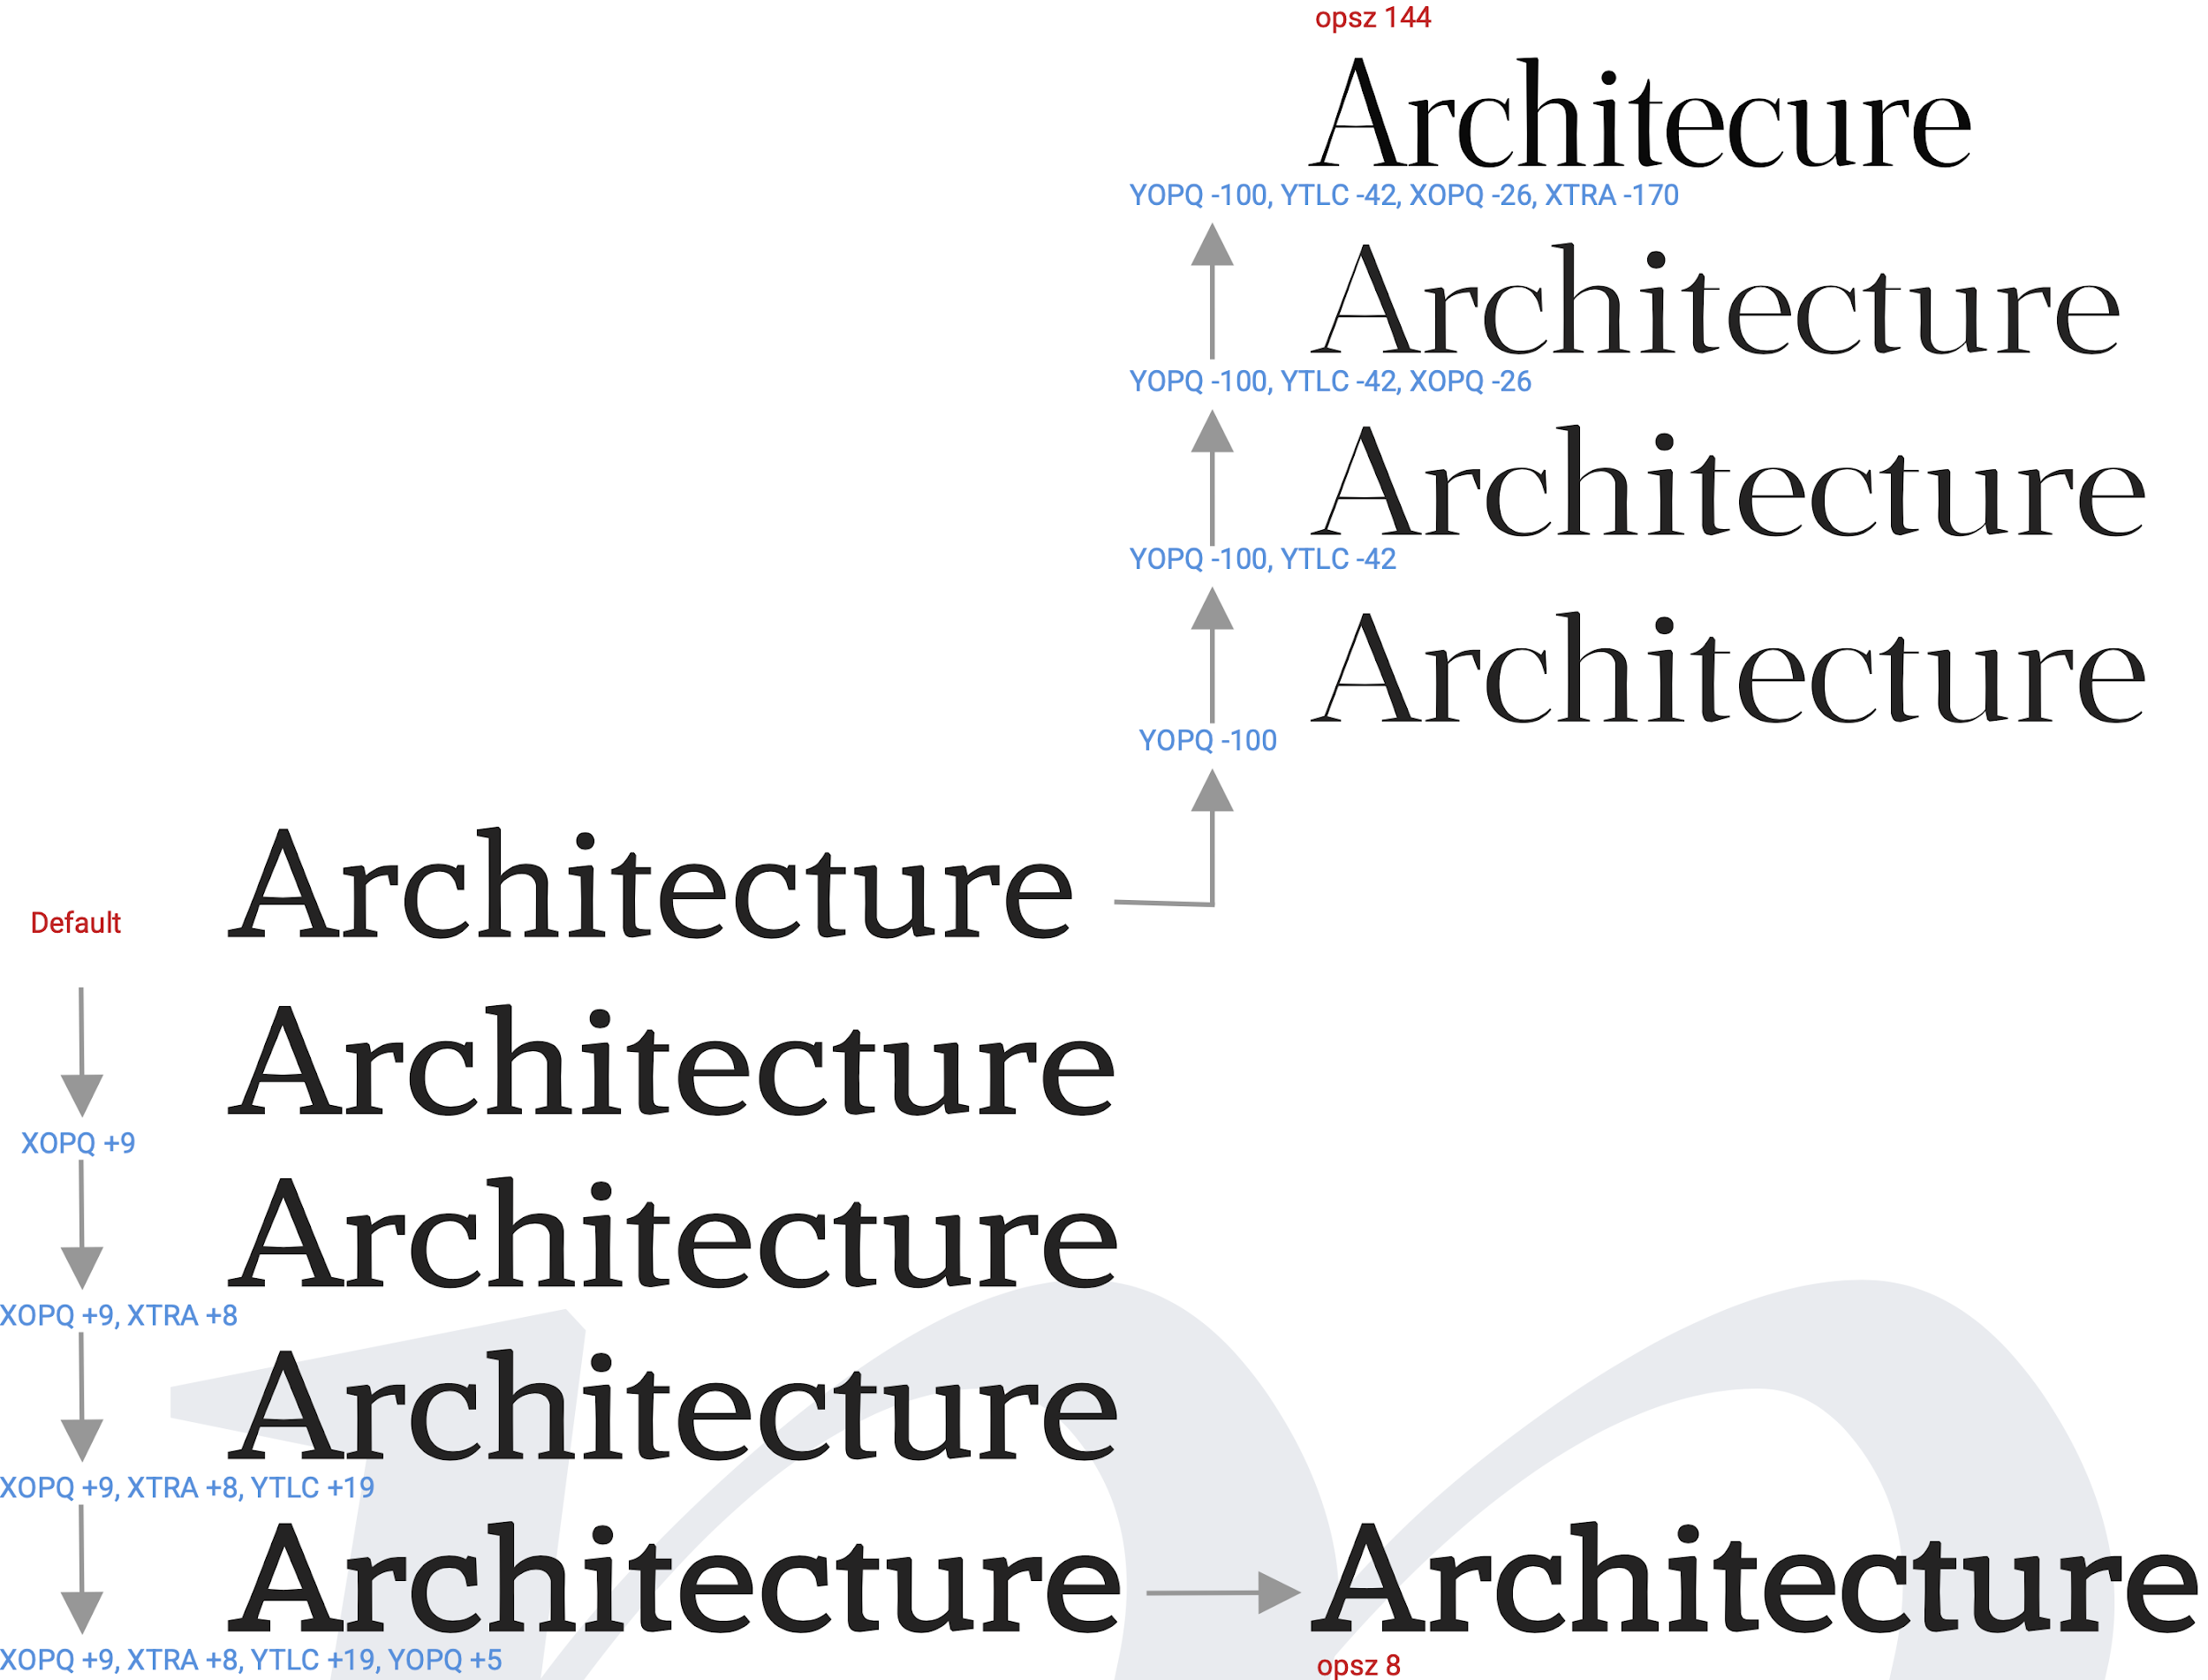 opsz 144
Architecure
YOPQ -100, YTLC -42, XOPQ -26, XTRA -170
Architecture
YOPQ -100, YTLC -42, XOPQ -26
Architecture
YOPQ -100, YTLC -42
Architecture
YOPQ -100
Architecture
Default
Architecture
XOPQ +9
Architecture
XOPQ +9, XTRA +8
Architecture
XOPQ +9, XTRA +8, YTLC +19
Architecture
Architecture
XOPQ +9, XTRA +8, YTLC +19, YOPQ +5
opsz 8